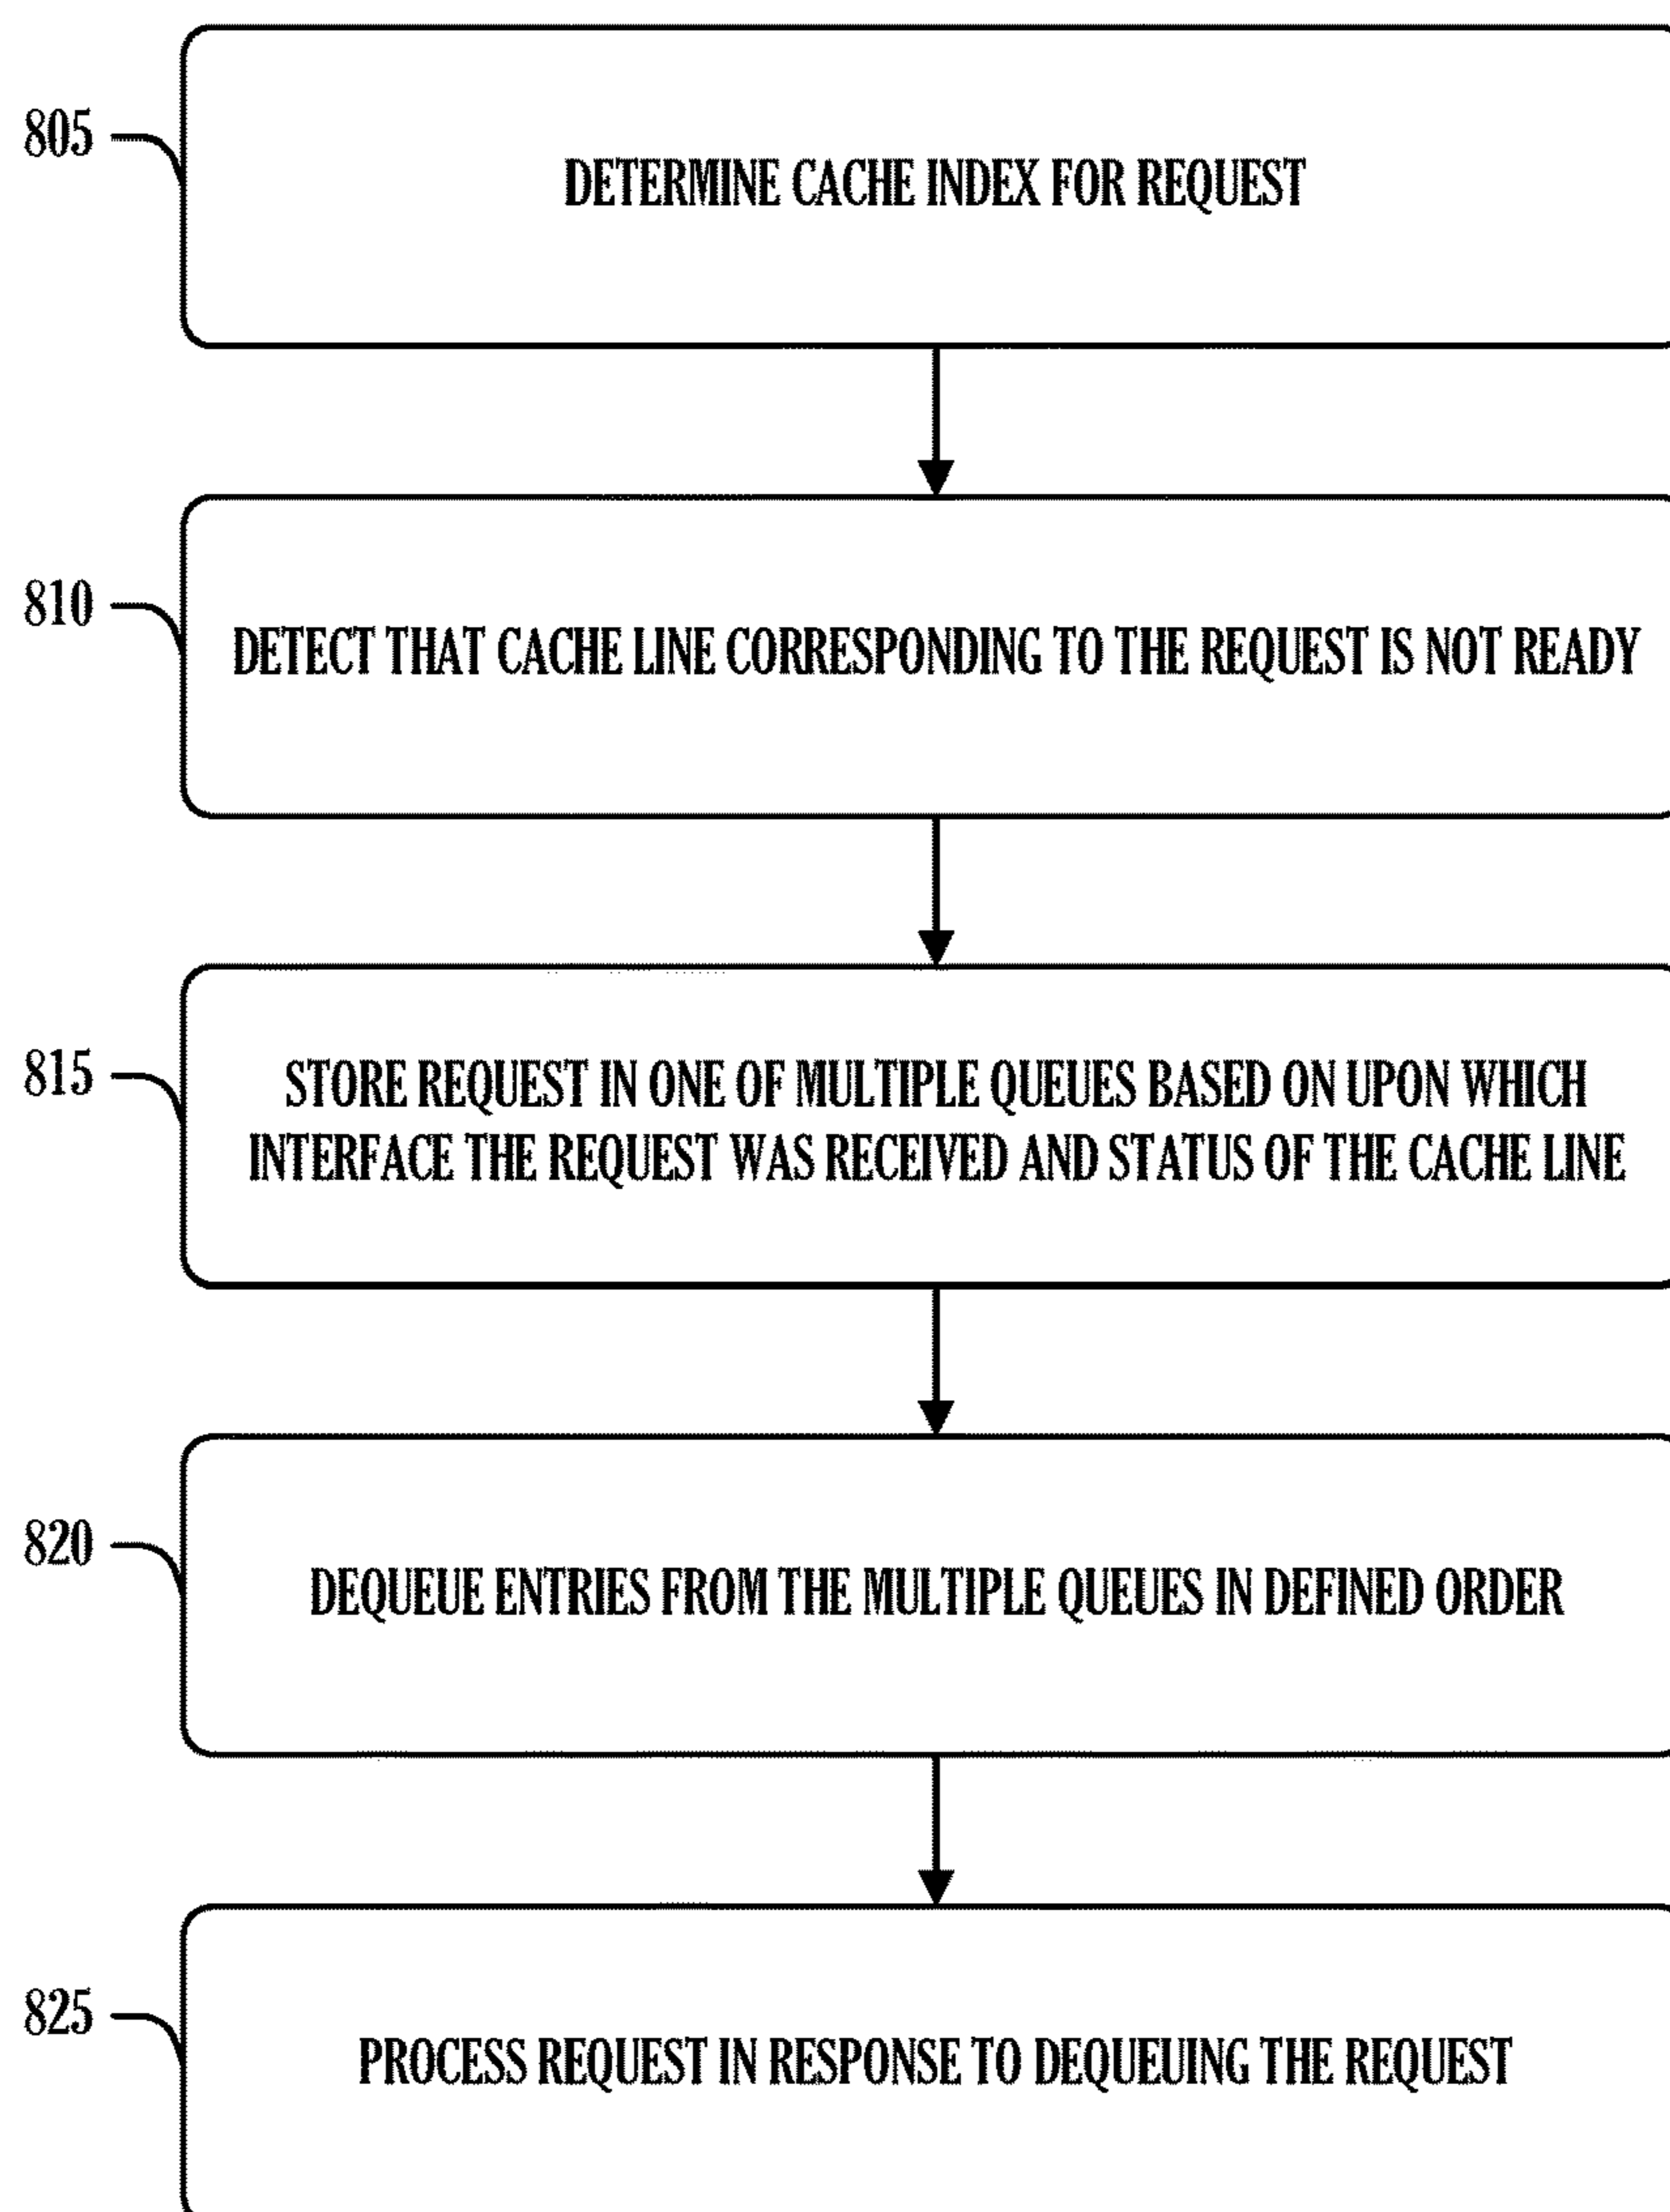 805
DETERMINE CACHE INDEX FOR REQUEST
810
DETECT THAT CACHE LINE CORRESPONDING TO THE REQUEST IS NOT READY
815
STORE REQUEST IN ONE OF MULTIPLE QUEUES BASED ON UPON WHICH
INTERFACE THE REQUEST WAS RECEIVED AND STATUS OF THE CACHE LINE
820
DEQUEUE ENTRIES FROM THE MULTIPLE QUEUES IN DEFINED ORDER
825
PROCESS REQUEST IN RESPONSE TO DEQUEUING THE REQUEST